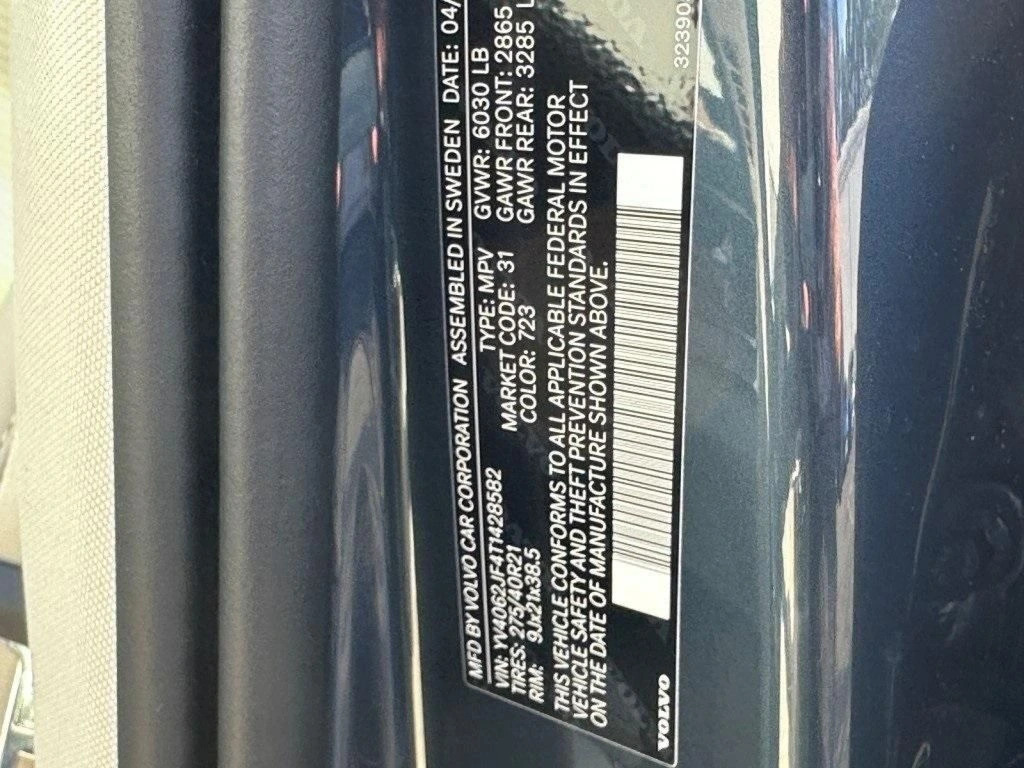 MFD BY VOLVO CAR CORPORATION ASSEMBLED IN SWEDEN DATE: 04/
VIN: YV4062JF4T1428582 TYPE: MPV GVWR: 6030 LB
TIRES: 275/40R21 MARKET CODE: 31 GAWR FRONT: 2865
RIM: 9Jx21x38.5 COLOR: 723 GAWR REAR: 3285
THIS VEHICLE CONFORMS TO ALL APPLICABLE FEDERAL MOTOR
VEHICLE SAFETY AND THEFT PREVENTION STANDARDS IN EFFECT
ON THE DATE OF MANUFACTURE SHOWN ABOVE.
VOLVO 32390